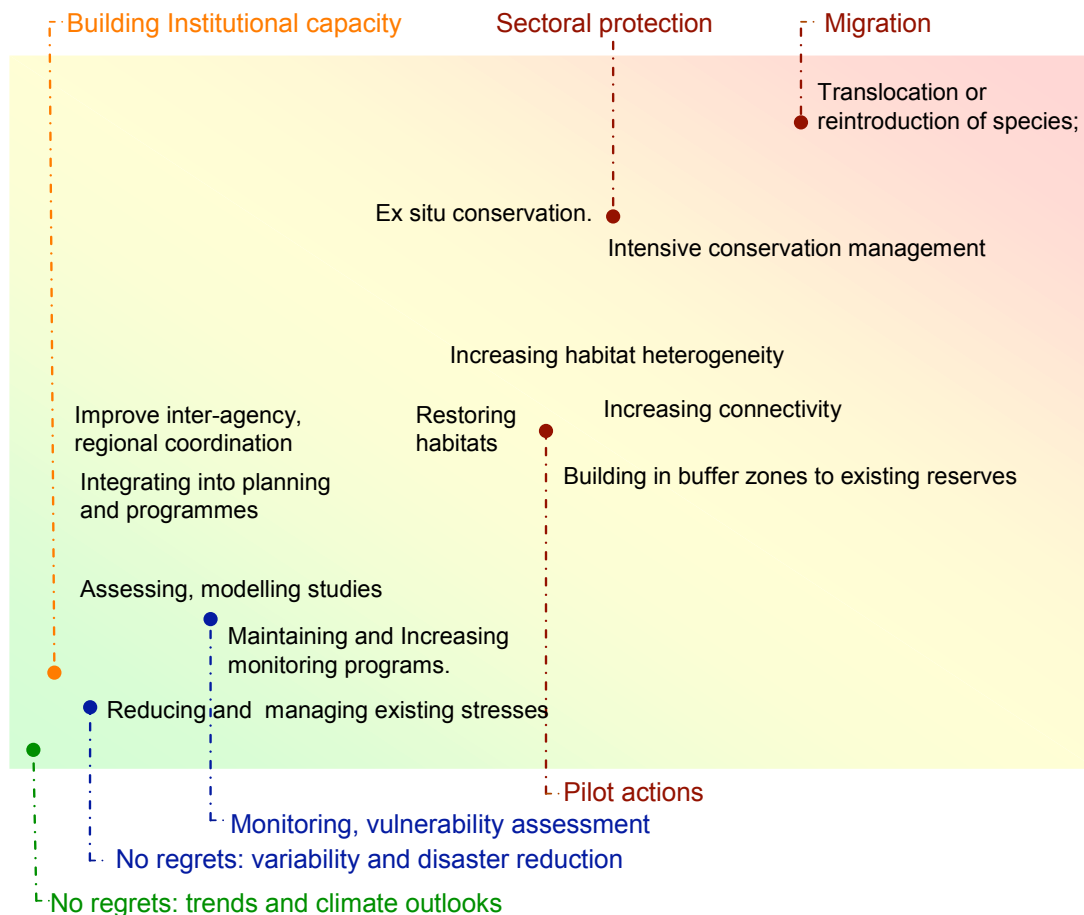 Building Institutional capacity
Sectoral protection
Migration
Translocation or
reintroduction of species;
Ex situ conservation.
Intensive conservation management
Increasing habitat heterogeneity
Improve inter-agency,
regional coordination
Restoring
habitats
Increasing connectivity
Integrating into planning
and programmes
Building in buffer zones to existing reserves
Assessing, modelling studies
Maintaining and Increasing
monitoring programs.
Reducing and managing existing stresses
Pilot actions
Monitoring, vulnerability assessment
No regrets: variability and disaster reduction
No regrets: trends and climate outlooks